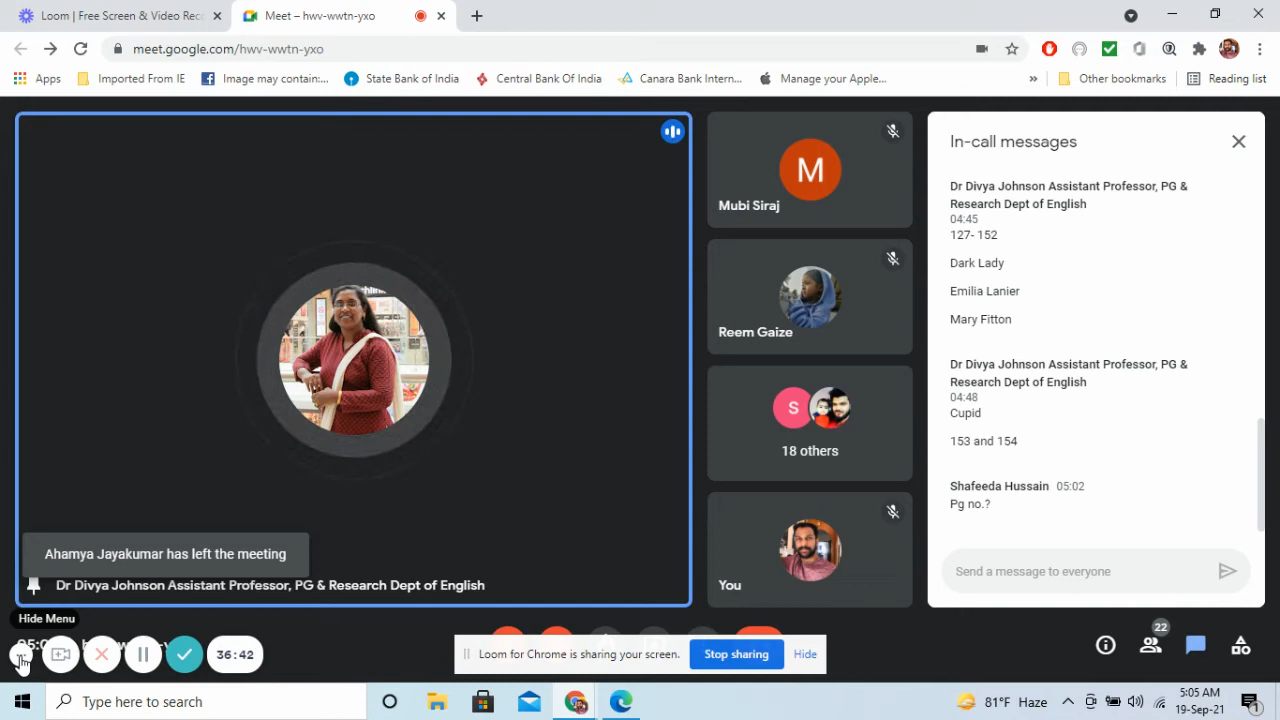 Loom | Free Screen & Video Rec
Meet – hwv-wwtn-yxo
meet.google.com/hwv-wwtn-yxo
Apps
Imported From IE
Image may contain:...
State Bank of India
Central Bank Of India
Canara Bank Intern...
Manage your Apple...
»
Other bookmarks
Reading list
M
Mubi Siraj
Reem Gaize
S
18 others
You
Ahamya Jayakumar has left the meeting
Dr Divya Johnson Assistant Professor, PG & Research Dept of English
In-call messages
Dr Divya Johnson Assistant Professor, PG &
Research Dept of English
04:45
127- 152
Dark Lady
Emilia Lanier
Mary Fitton
Dr Divya Johnson Assistant Professor, PG &
Research Dept of English
04:48
Cupid
153 and 154
Shafeeda Hussain 05:02
Pg no.?
Send a message to everyone
Hide Menu
36:42
Loom for Chrome is sharing your screen.
Stop sharing
Hide
22
Type here to search
81°F Haze
5:05 AM
19-Sep-21
1